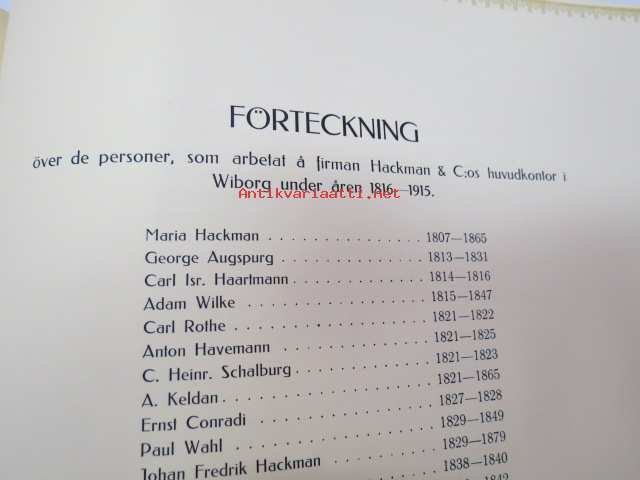 FÖRTECKNING
över de personer, som arbetat å firman Hackman & C:os huvudkontor i
Wiborg under åren 1816—1915.
Antikvariaatti.net
Maria Hackman . . . . . . . . . . . . . . . 1807—1865
George Augspurg . . . . . . . . . . . . . . 1813—1831
Carl Isr. Haartmann . . . . . . . . . . . . . 1814—1816
Adam Wilke . . . . . . . . . . . . . . . . . 1815—1847
Carl Rothe . . . . . . . . . . . . . . . . . . 1821—1822
Anton Havemann . . . . . . . . . . . . . . 1821—1825
C. Heinr. Schalburg . . . . . . . . . . . . . 1821—1823
A. Keldan . . . . . . . . . . . . . . . . . . 1821—1865
Ernst Conradi . . . . . . . . . . . . . . . . 1827—1828
Paul Wahl . . . . . . . . . . . . . . . . . . 1829—1849
Johan Fredrik Hackman . . . . . . . . . . . 1829—1879
1838—1840